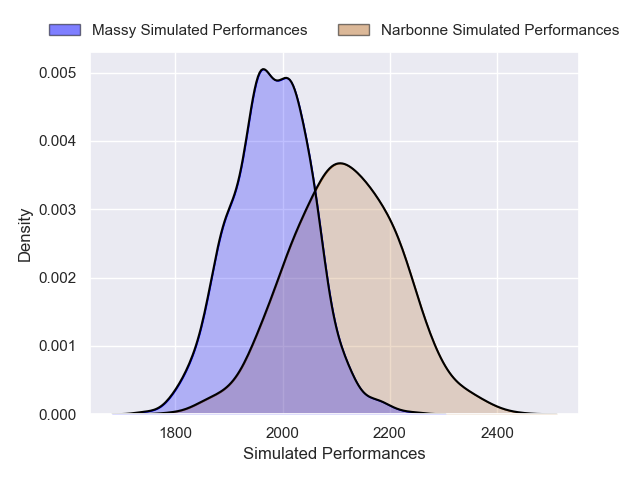 Massy Simulated Performances Narbonne Simulated Performances
0.005
0.004
0.003
0.002
0.001
0.000
Density
1800 2000 2200 2400
Simulated Performances